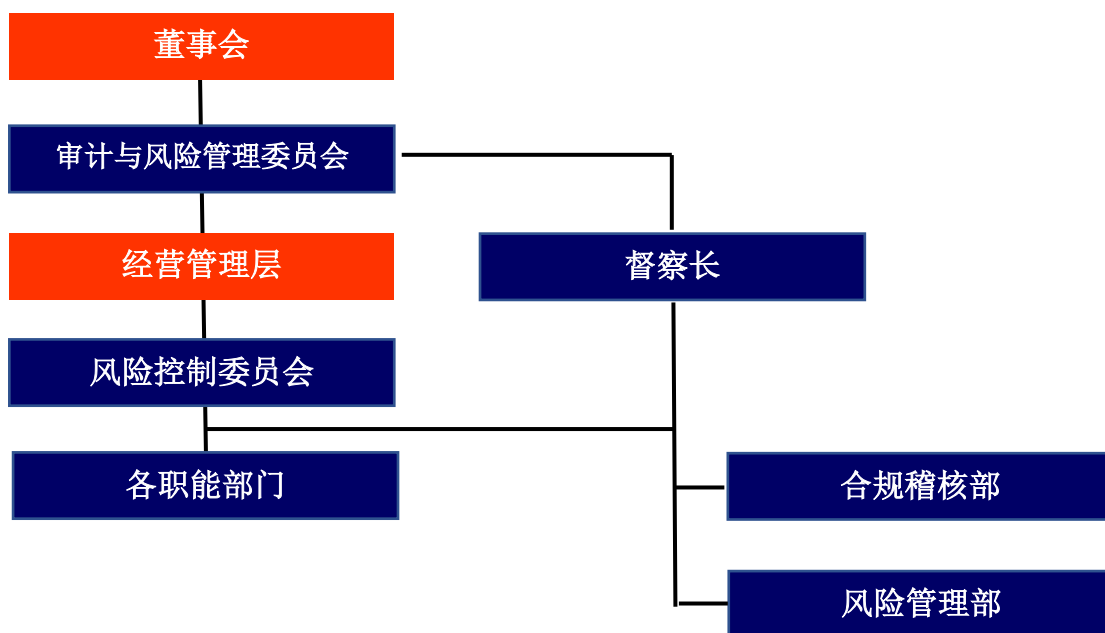 董事会
审计与风险管理委员会
经营管理层
督察长
风险控制委员会
各职能部门
合规稽核部
风险管理部